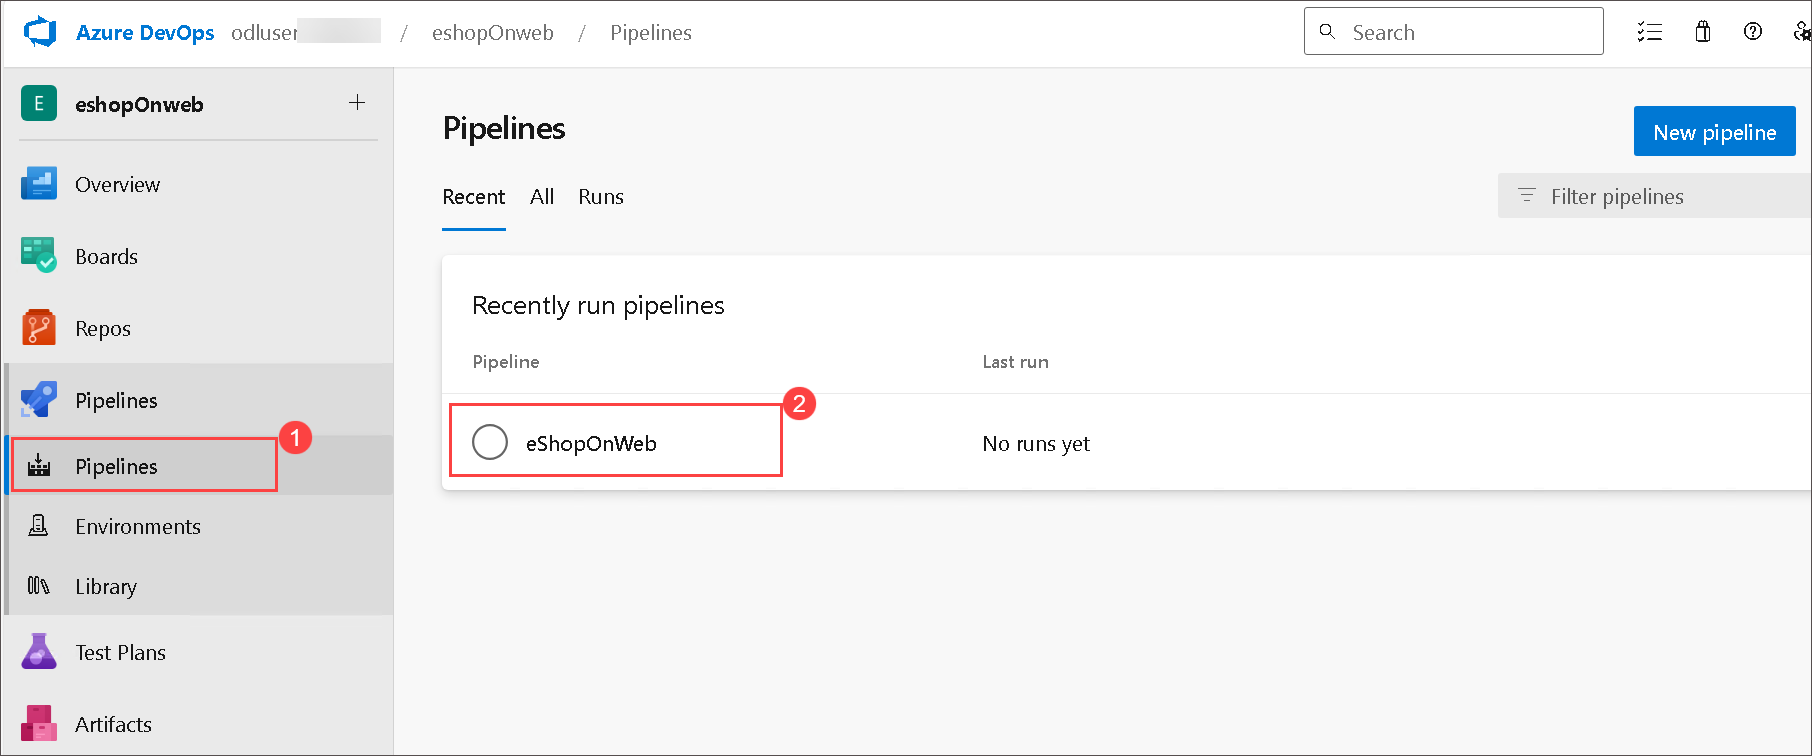 Azure DevOps odluser / eshopOnweb / Pipelines Search
E eshopOnweb +
Overview
Boards
Repos
Pipelines
Pipelines 1
Environments
Library
Test Plans
Artifacts
Pipelines
New pipeline
Recent All Runs
Filter pipelines
Recently run pipelines
Pipeline Last run
eShopOnWeb 2 No runs yet